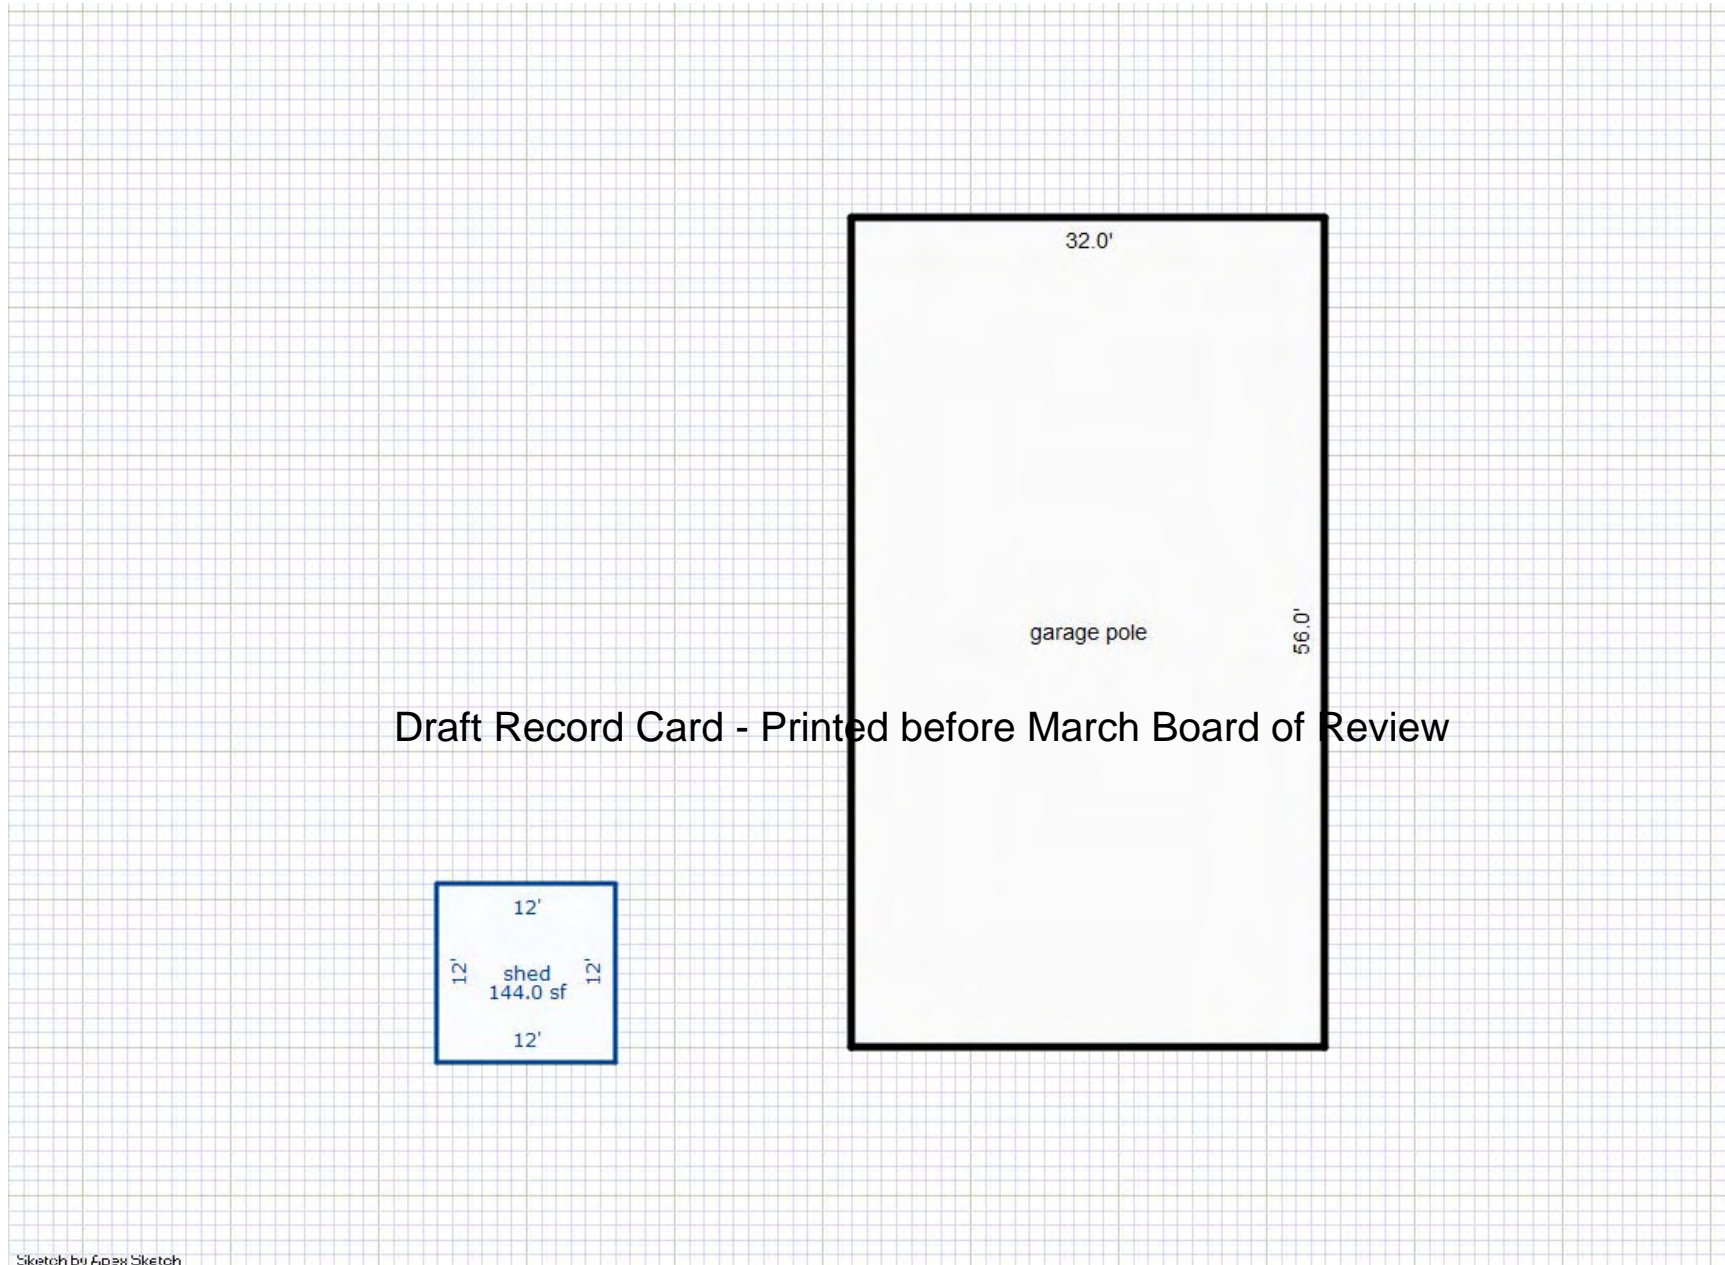 32.0'
garage pole
56.0'
Draft Record Card - Printed before March Board of Review
12'
12'
shed
12'
144.0 sf
12'
Sketch by Apex Sketch